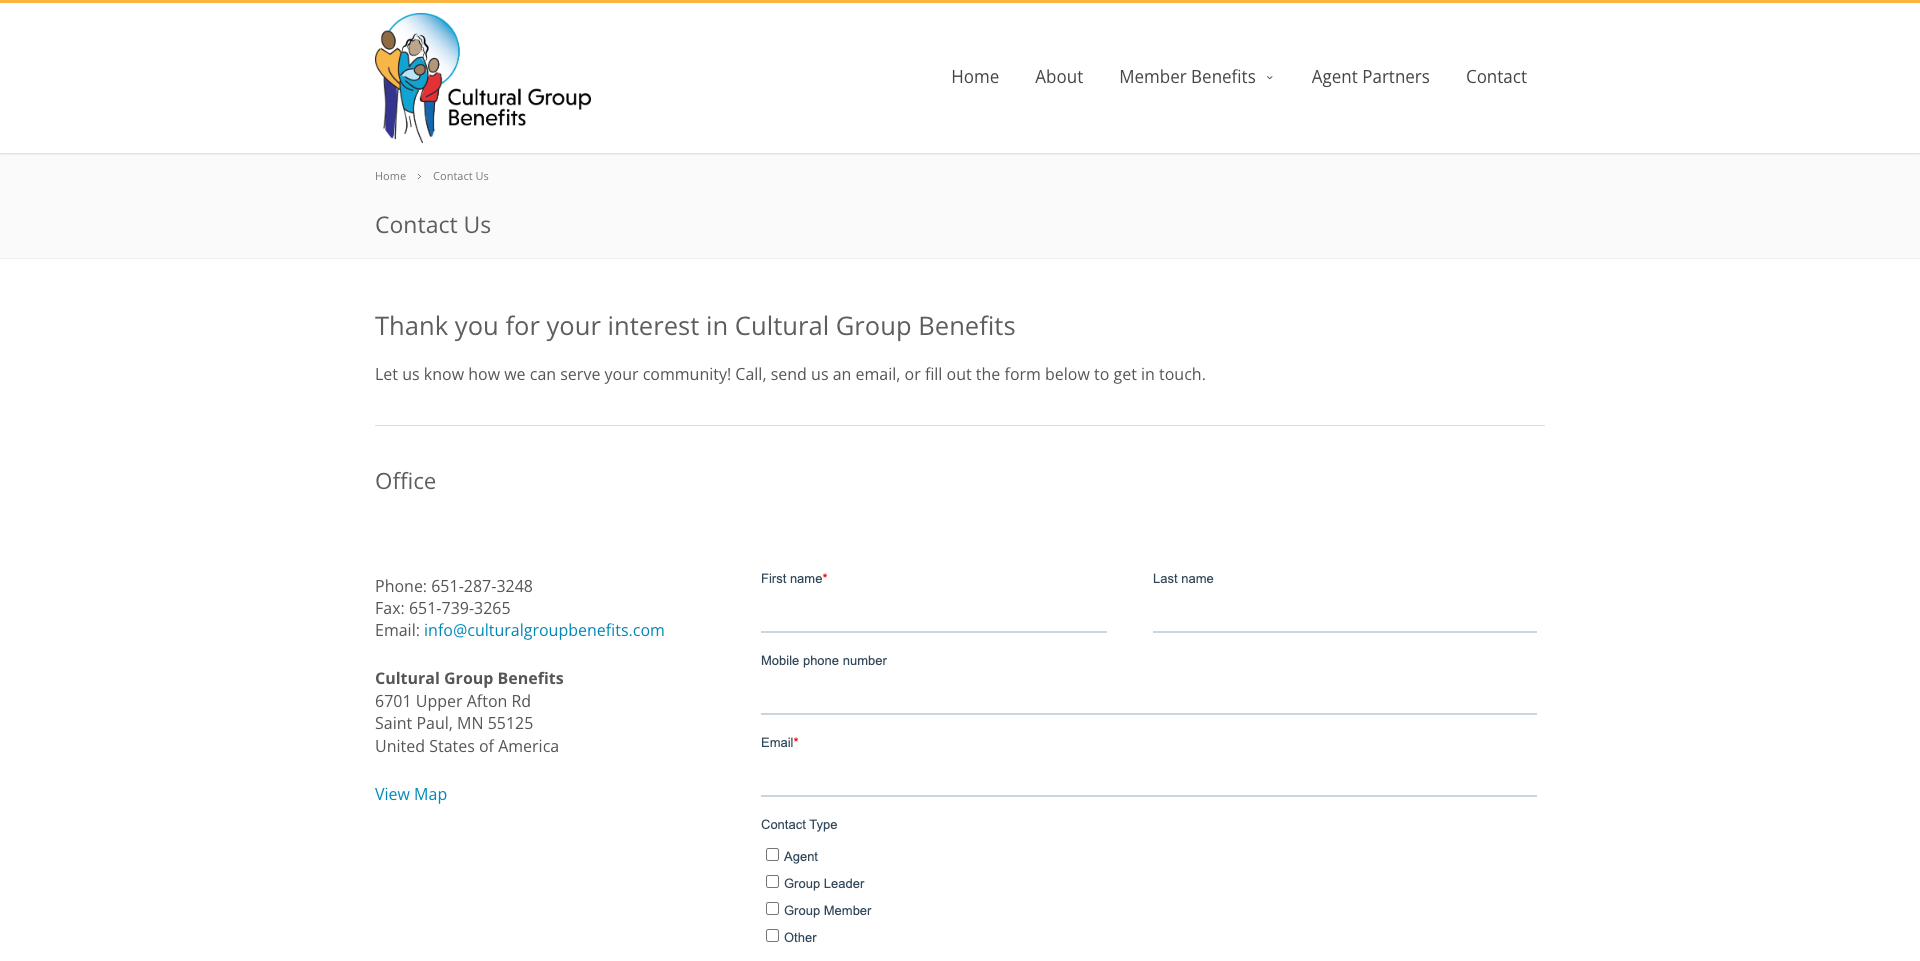 Cultural Group
Benefits
Home
About
Member Benefits
Agent Partners
Contact
Home
Contact Us
Contact Us
Thank you for your interest in Cultural Group Benefits
Let us know how we can serve your community! Call, send us an email, or fill out the form below to get in touch.
Office
Phone: 651-287-3248
Fax: 651-739-3265
Email: info@culturalgroupbenefits.com
Cultural Group Benefits
6701 Upper Afton Rd
Saint Paul, MN 55125
United States of America
View Map
First name*
Last name
Mobile phone number
Email*
Contact Type
Agent
Group Leader
Group Member
Other